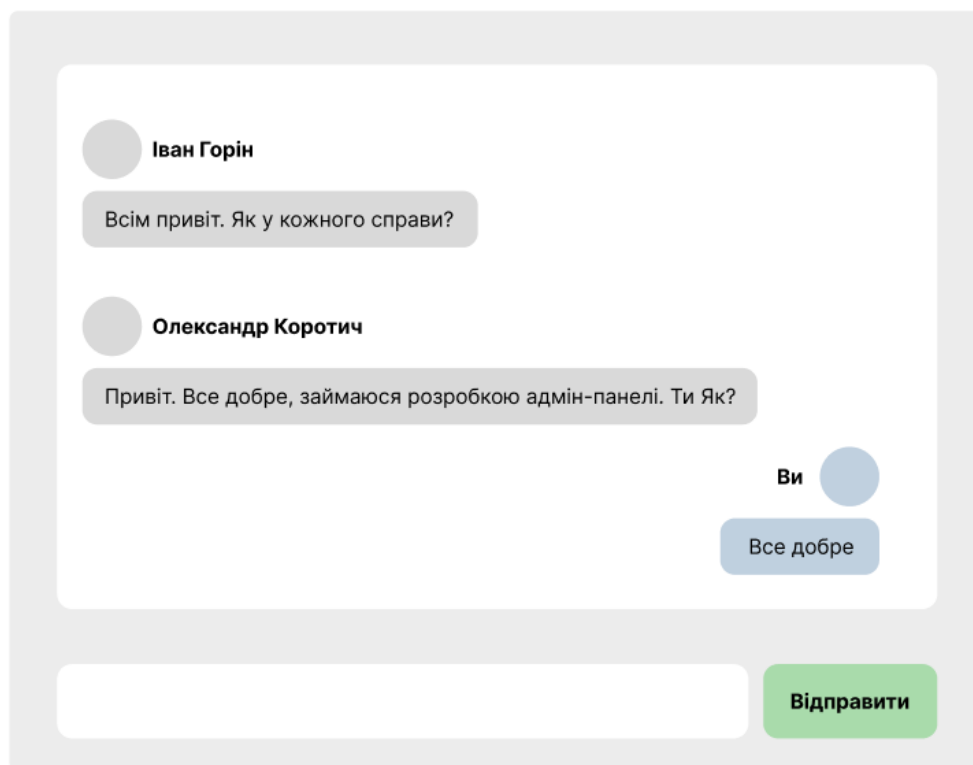 Іван Горін
Всім привіт. Як у кожного справи?
Олександр Коротич
Привіт. Все добре, займаюся розробкою адмін-панелі. Ти Як?
Ви
Все добре
Відправити